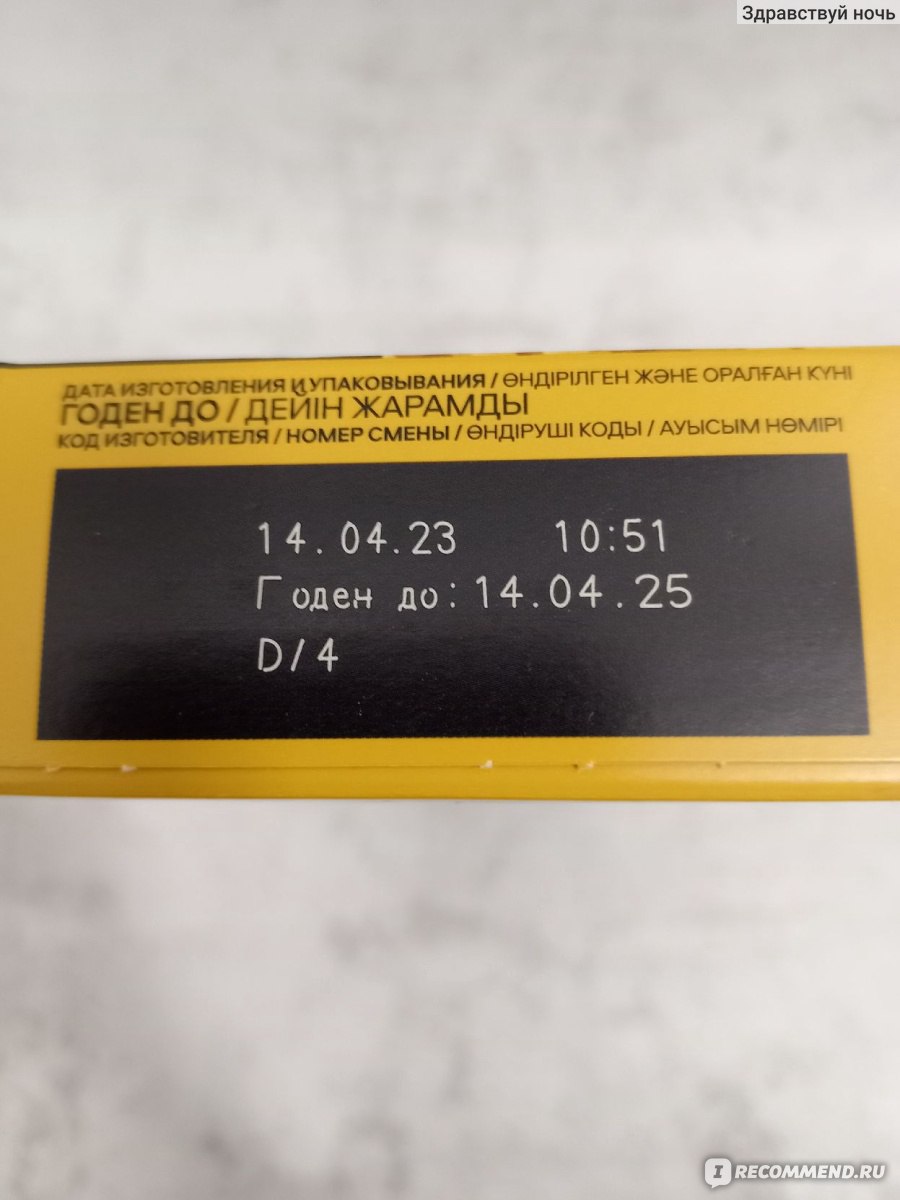 Здравствуй ночь
ДАТА ИЗГОТОВЛЕНИЯ И УПАКОВЫВАНИЯ / ӨНДІРІЛГЕН ЖӘНЕ ОРАЛҒАН КҮНІ
ГОДЕН ДО / ДЕЙІН ЖАРАМДЫ
КОД ИЗГОТОВИТЕЛЯ / НОМЕР СМЕНЫ / ӨНДІРУШІ КОДЫ / АУЫСЫМ НӨМІРІ
14.04.23 10:51
Годен до: 14.04.25
D/4
IRECOMMEND.RU